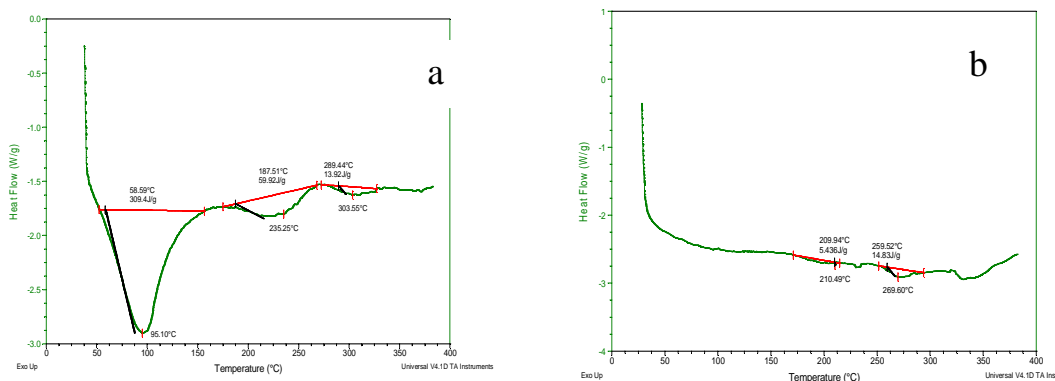 a
0.0
-0.5
-1.0
-1.5
-2.0
-2.5
-3.0
Heat Flow (W/g)
58.59°C
309.4J/g
95.10°C
187.51°C
59.92J/g
235.25°C
289.44°C
13.92J/g
303.55°C
0 50 100 150 200 250 300 350 400
Exo Up Temperature (°C) Universal V4.1D TA Instruments
b
1
0
-1
-2
-3
-4
Heat Flow (W/g)
209.94°C
5.436J/g
210.49°C
259.52°C
14.83J/g
269.60°C
0 50 100 150 200 250 300 350 400
Exo Up Temperature (°C) Universal V4.1D TA Ins